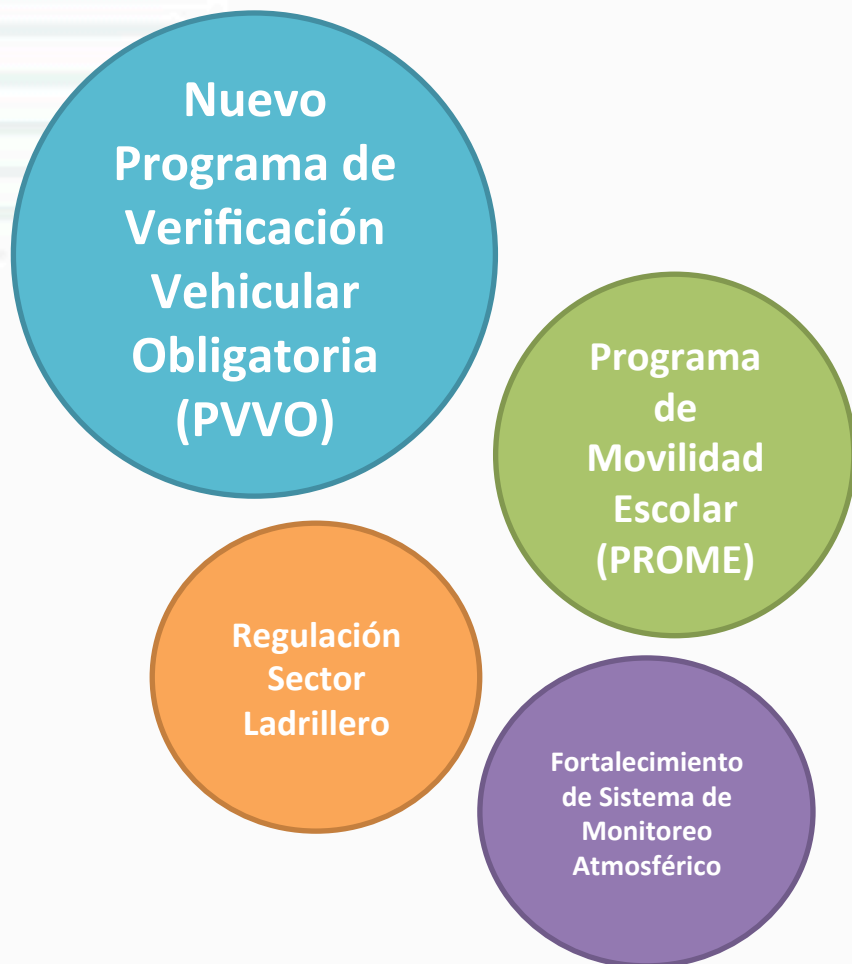 Nuevo
Programa de
Verificación
Vehicular
Obligatoria
(PVVO)
Programa
de
Movilidad
Escolar
(PROME)
Regulación
Sector
Ladrillero
Fortalecimiento
de Sistema de
Monitoreo
Atmosférico